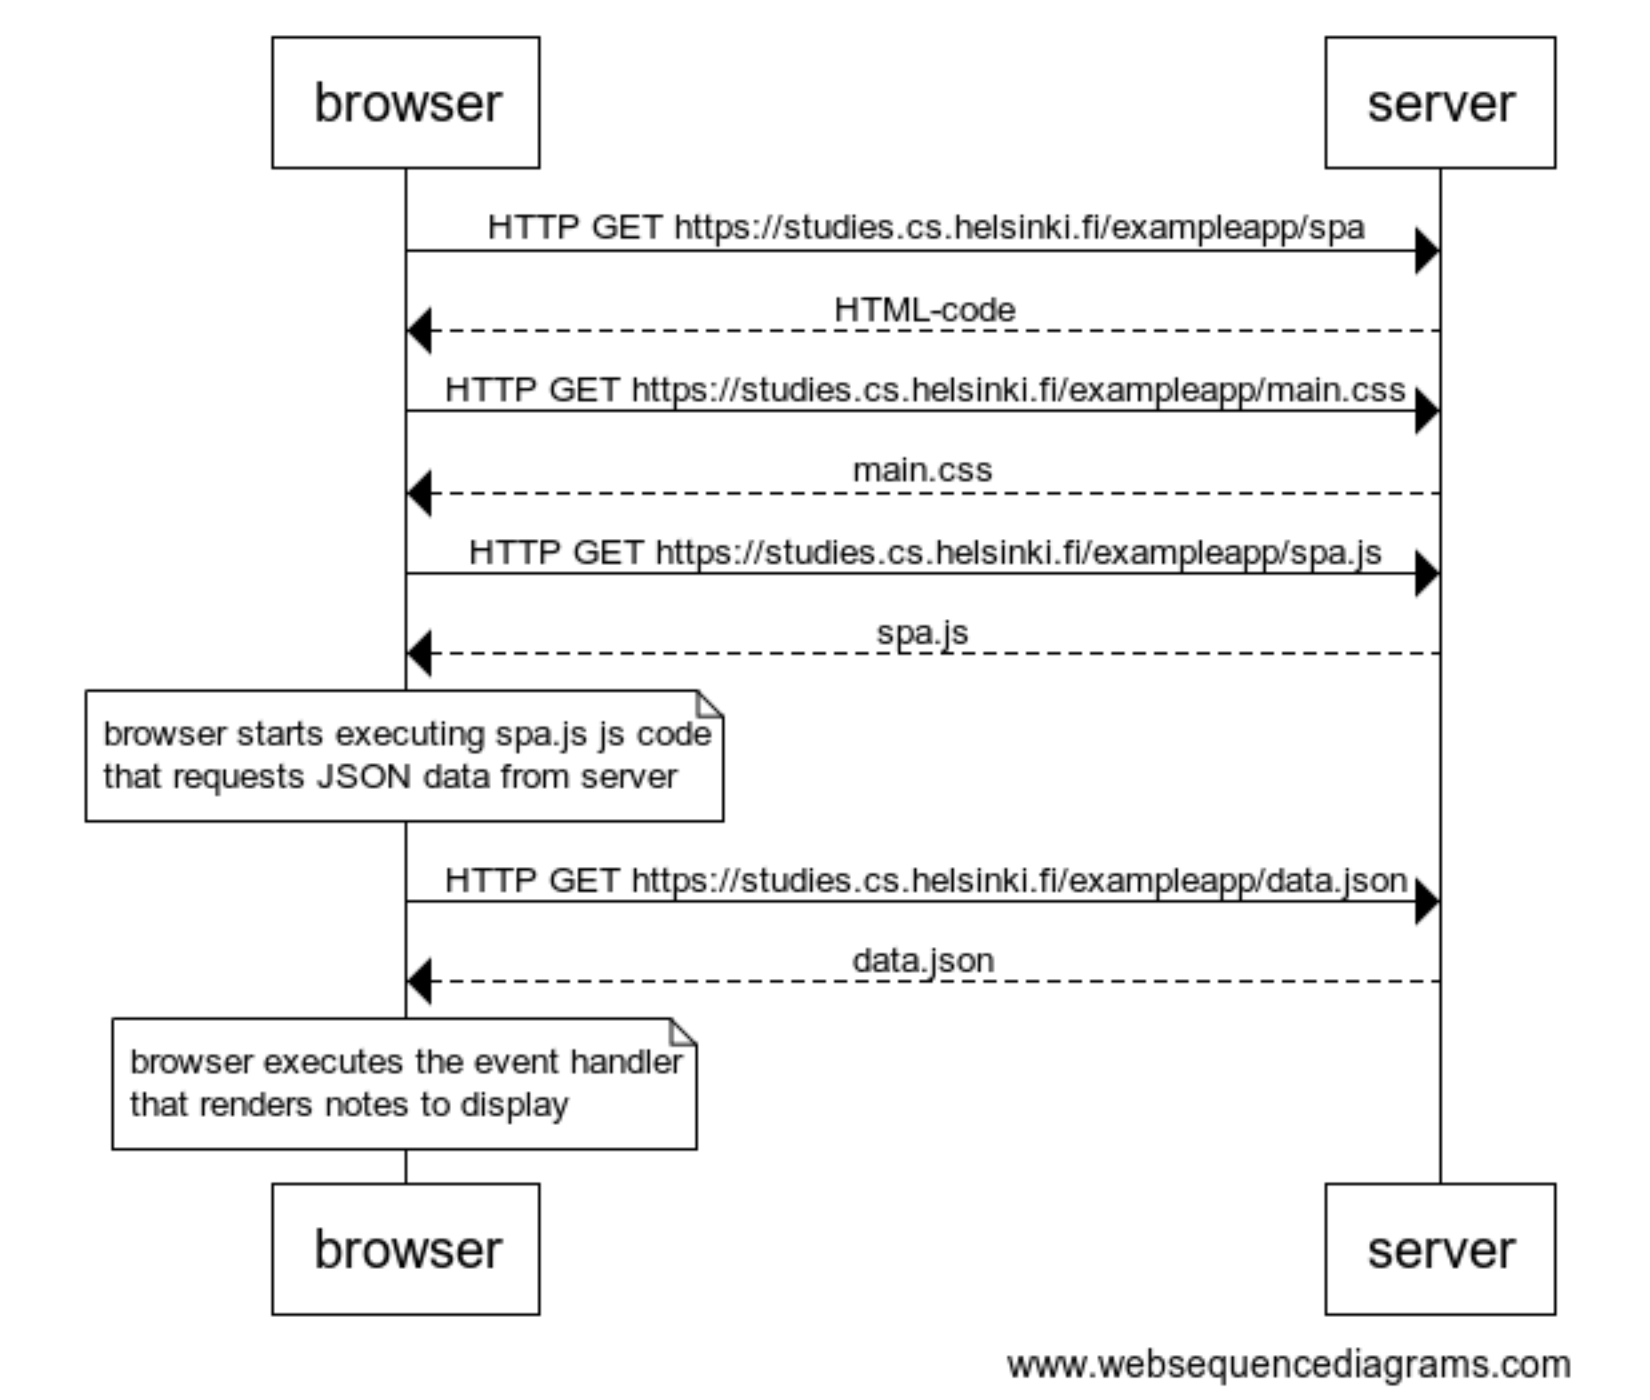 browser
server
HTTP GET https://studies.cs.helsinki.fi/exampleapp/spa
HTML-code
HTTP GET https://studies.cs.helsinki.fi/exampleapp/main.css
main.css
HTTP GET https://studies.cs.helsinki.fi/exampleapp/spa.js
spa.js
browser starts executing spa.js js code
that requests JSON data from server
HTTP GET https://studies.cs.helsinki.fi/exampleapp/data.json
data.json
browser executes the event handler
that renders notes to display
browser
server
www.websequencediagrams.com